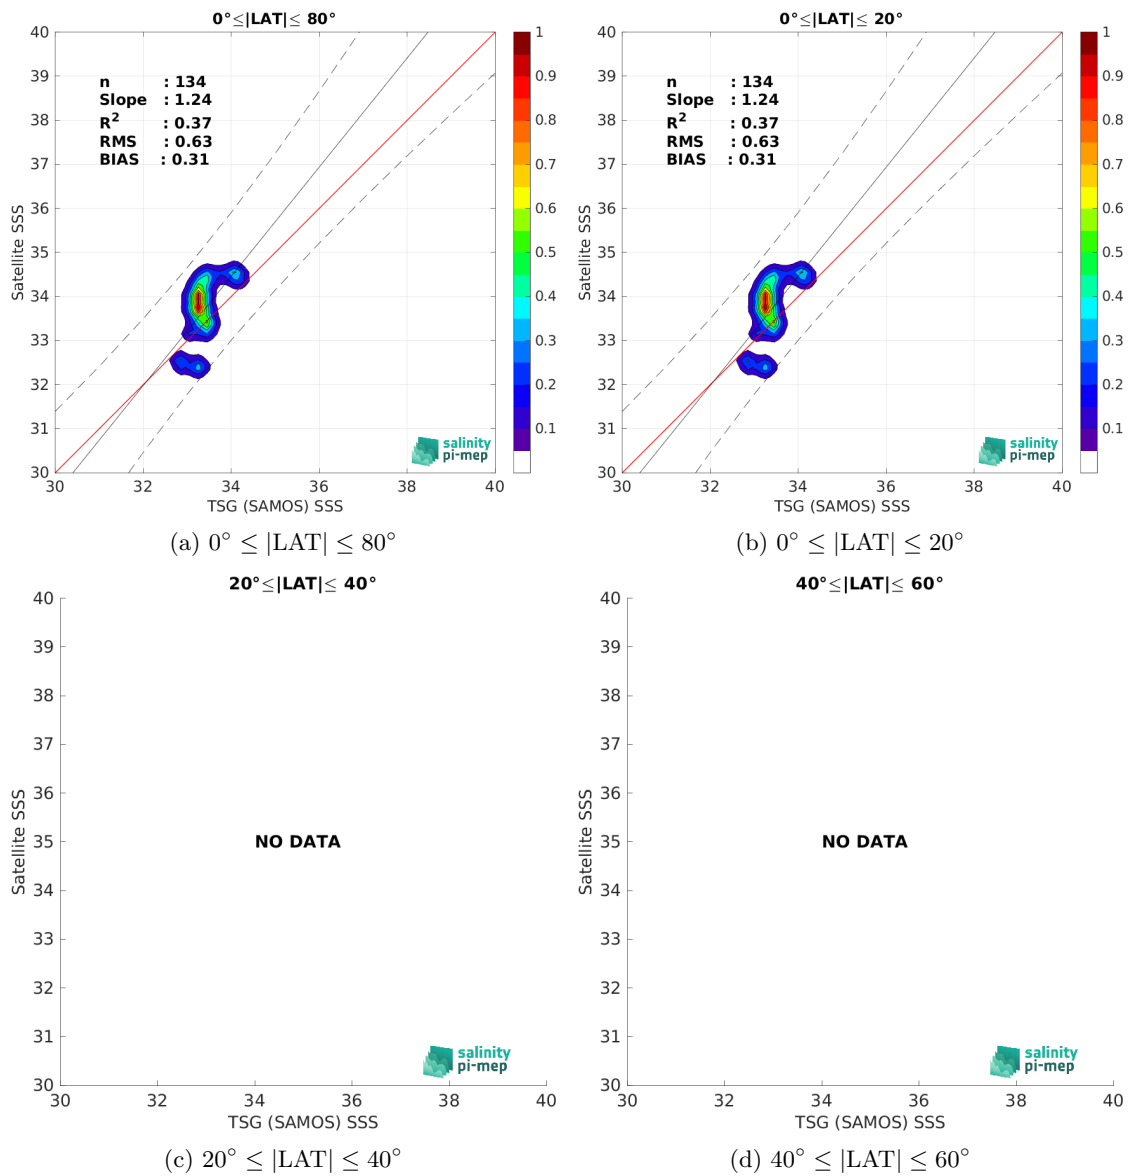 0°≤|LAT|≤ 80°
40
39
38
37
36
35
34
33
32
31
30
Satellite SSS
n : 134
Slope : 1.24
R² : 0.37
RMS : 0.63
BIAS : 0.31
1
0.9
0.8
0.7
0.6
0.5
0.4
0.3
0.2
0.1
salinity
pi-mep
30 32 34 36 38 40
TSG (SAMOS) SSS
(a) 0° ≤ |LAT| ≤ 80°
0°≤|LAT|≤ 20°
40
39
38
37
36
35
34
33
32
31
30
Satellite SSS
n : 134
Slope : 1.24
R² : 0.37
RMS : 0.63
BIAS : 0.31
1
0.9
0.8
0.7
0.6
0.5
0.4
0.3
0.2
0.1
salinity
pi-mep
30 32 34 36 38 40
TSG (SAMOS) SSS
(b) 0° ≤ |LAT| ≤ 20°
20°≤|LAT|≤ 40°
40
39
38
37
36
35
34
33
32
31
30
Satellite SSS
NO DATA
salinity
pi-mep
30 32 34 36 38 40
TSG (SAMOS) SSS
(c) 20° ≤ |LAT| ≤ 40°
40°≤|LAT|≤ 60°
40
39
38
37
36
35
34
33
32
31
30
Satellite SSS
NO DATA
salinity
pi-mep
30 32 34 36 38 40
TSG (SAMOS) SSS
(d) 40° ≤ |LAT| ≤ 60°